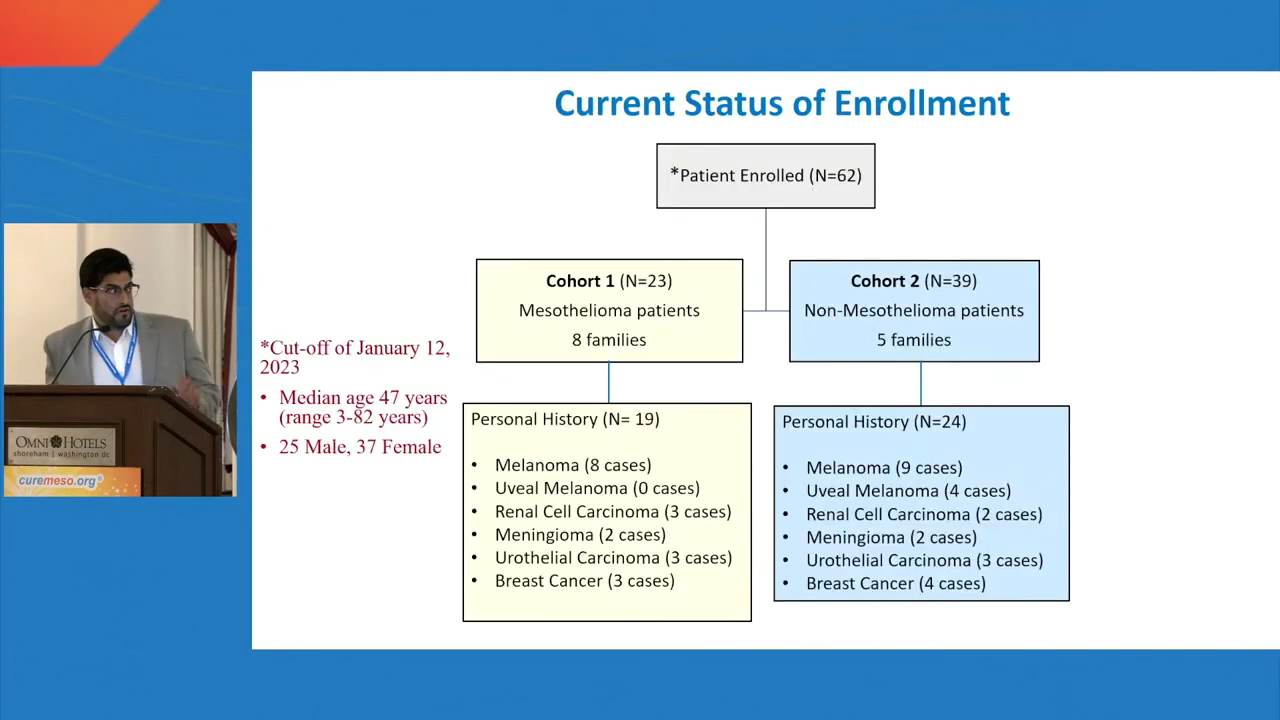 Current Status of Enrollment
*Patient Enrolled (N=62)
Cohort 1 (N=23)
Mesothelioma patients
8 families
Cohort 2 (N=39)
Non-Mesothelioma patients
5 families
*Cut-off of January 12,
2023
• Median age 47 years
(range 3-82 years)
• 25 Male, 37 Female
Personal History (N= 19)
• Melanoma (8 cases)
• Uveal Melanoma (0 cases)
• Renal Cell Carcinoma (3 cases)
• Meningioma (2 cases)
• Urothelial Carcinoma (3 cases)
• Breast Cancer (3 cases)
Personal History (N=24)
• Melanoma (9 cases)
• Uveal Melanoma (4 cases)
• Renal Cell Carcinoma (2 cases)
• Meningioma (2 cases)
• Urothelial Carcinoma (3 cases)
• Breast Cancer (4 cases)
OMNI HOTELS
shoreham | washington dc
curemeso.org®